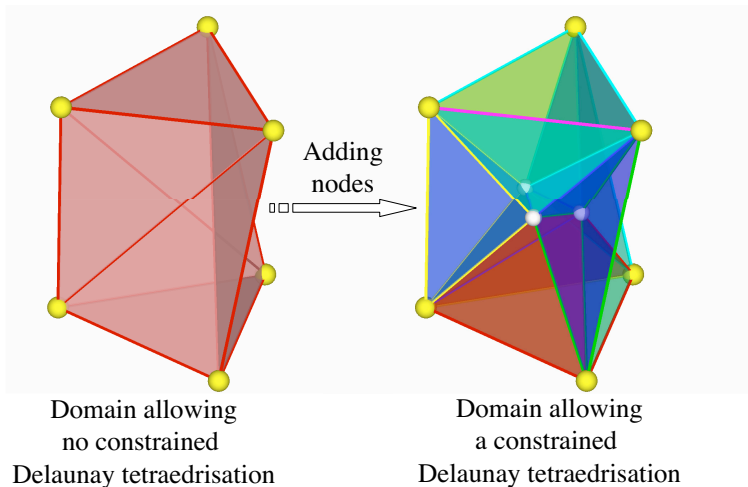 Adding
nodes
Domain allowing
no constrained
Delaunay tetraedrisation
Domain allowing
a constrained
Delaunay tetraedrisation